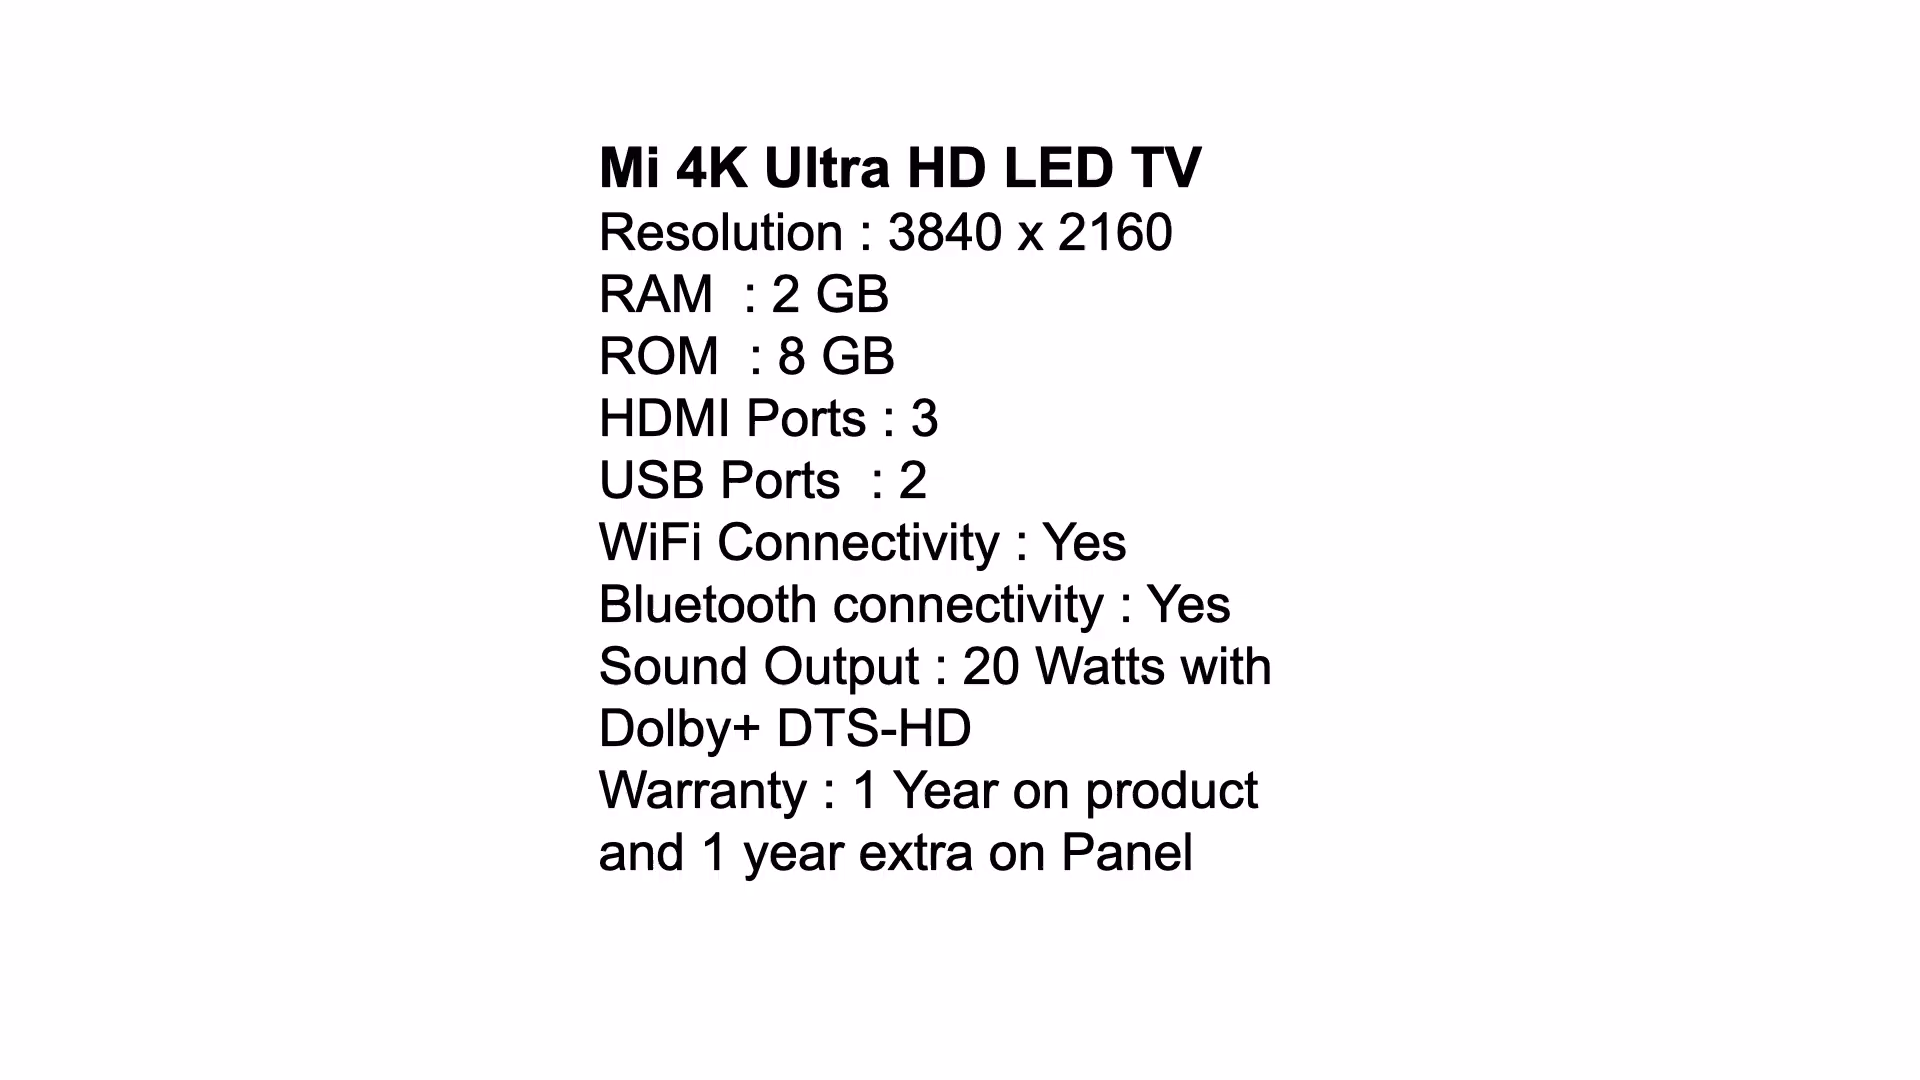 Mi 4K Ultra HD LED TV
Resolution : 3840 x 2160
RAM  : 2 GB
ROM  : 8 GB
HDMI Ports : 3
USB Ports  : 2
WiFi Connectivity : Yes
Bluetooth connectivity : Yes
Sound Output : 20 Watts with
Dolby+ DTS-HD
Warranty : 1 Year on product
and 1 year extra on Panel